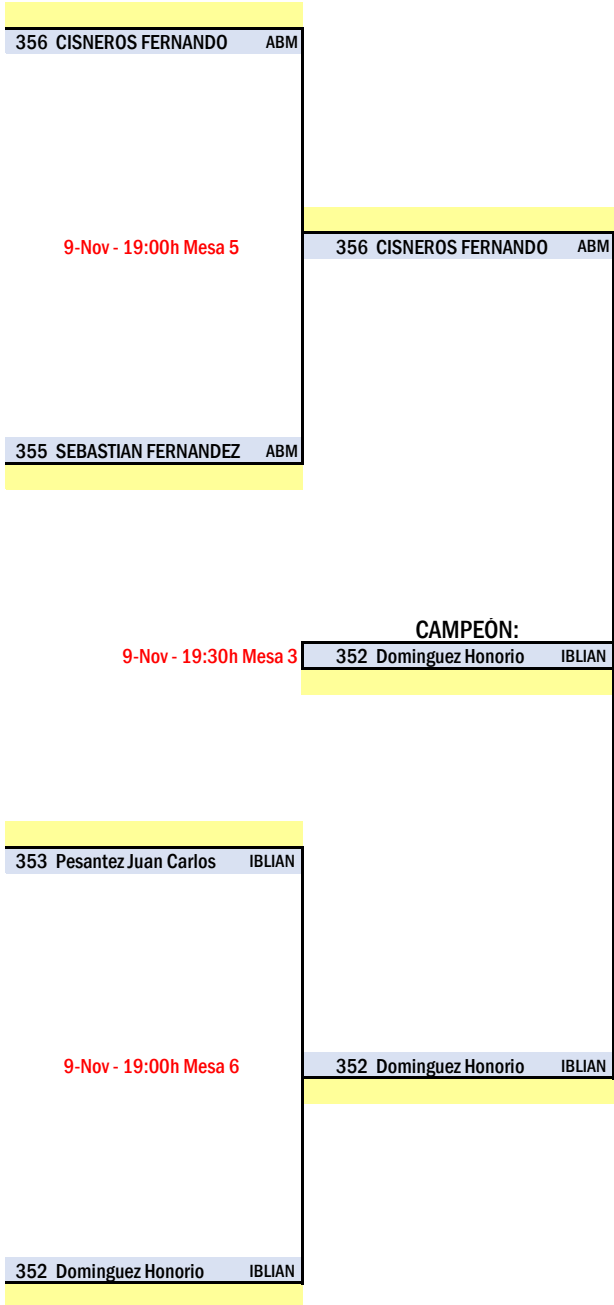 356 CISNEROS FERNANDO ABM
9-Nov - 19:00h Mesa 5 356 CISNEROS FERNANDO ABM
355 SEBASTIAN FERNANDEZ ABM
CAMPEÓN:
9-Nov - 19:30h Mesa 3 352 Dominguez Honorio IBLIAN
353 Pesantez Juan Carlos IBLIAN
9-Nov - 19:00h Mesa 6 352 Dominguez Honorio IBLIAN
352 Dominguez Honorio IBLIAN